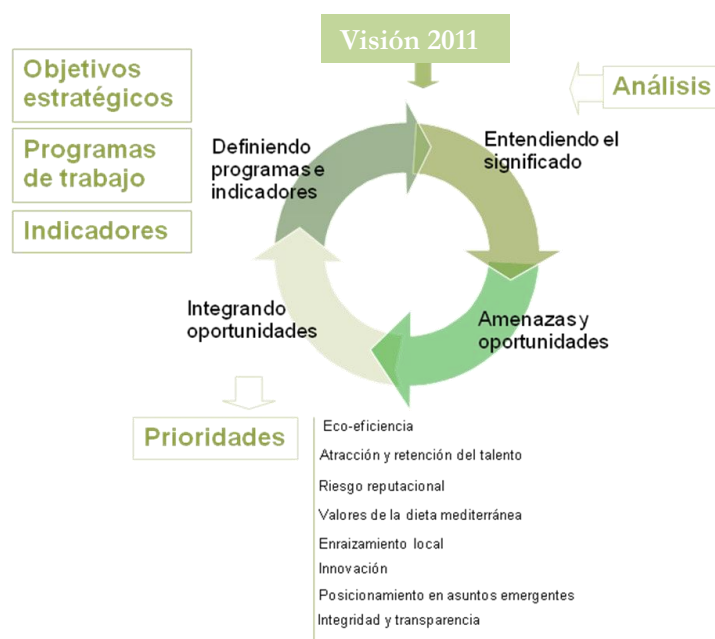 Visión 2011
Objetivos
estratégicos
Programas
de trabajo
Indicadores
Análisis
Definiendo
programas e
indicadores
Entendiendo el
significado
Integrando
oportunidades
Amenazas y
oportunidades
Prioridades
Eco-eficiencia
Atracción y retención del talento
Riesgo reputacional
Valores de la dieta mediterránea
Enraizamiento local
Innovación
Posicionamiento en asuntos emergentes
Integridad y transparencia